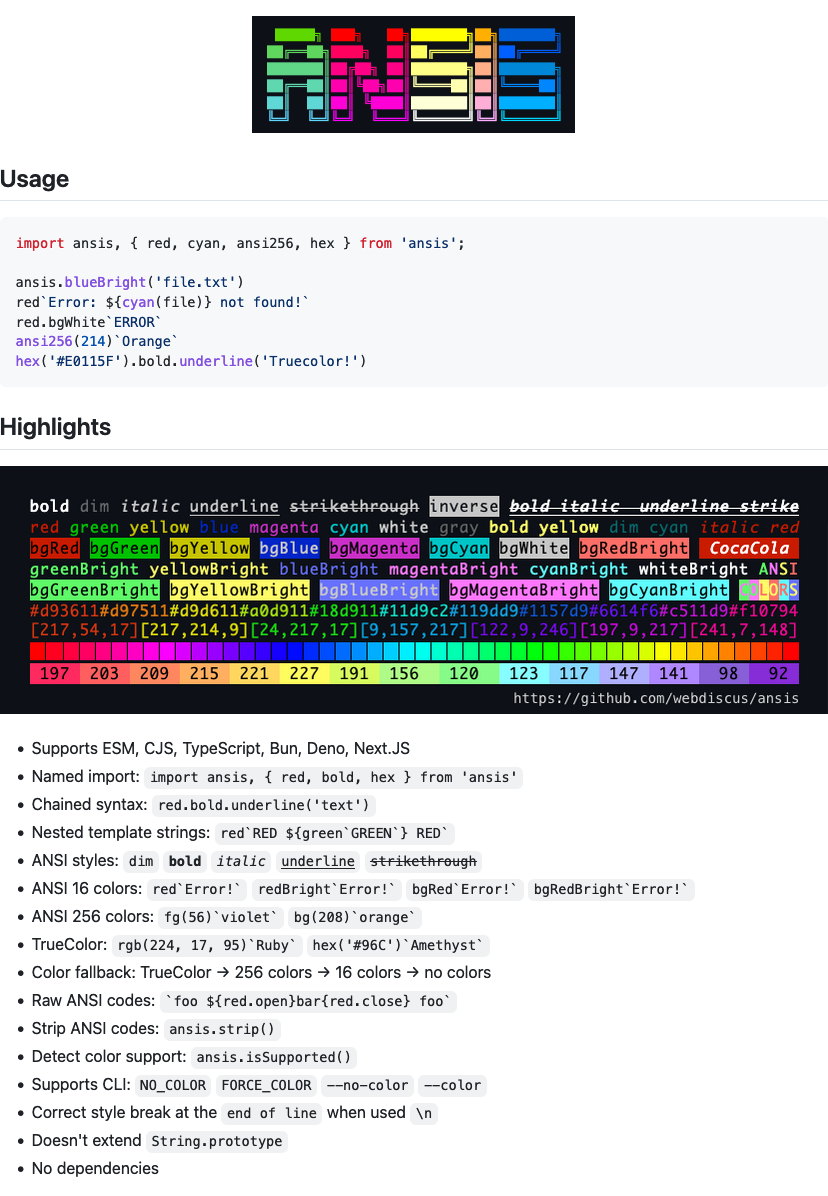 ANSIS
Usage
import ansis, { red, cyan, ansi256, hex } from 'ansis';
ansis.blueBright('file.txt')
red`Error: ${cyan(file)} not found!`
red.bgWhite`ERROR`
ansi256(214)`Orange`
hex('#E0115F').bold.underline('Truecolor!')
Highlights
bold dim italic underline strikethrough inverse bold italic underline strike
red green yellow blue magenta cyan white gray bold yellow dim cyan italic red
bgRed bgGreen bgYellow bgBlue bgMagenta bgCyan bgWhite bgRedBright CocaCola
greenBright yellowBright blueBright magentaBright cyanBright whiteBright ANSI
bgGreenBright bgYellowBright bgBlueBright bgMagentaBright bgCyanBright COLORS
#d93611#d97511#d9d611#a0d911#18d911#11d9c2#119dd9#1157d9#6614f6#c511d9#f10794
[217,54,17][217,214,9][24,217,17][9,157,217][122,9,246][197,9,217][241,7,148]
197 203 209 215 221 227 191 156 120 123 117 147 141 98 92
https://github.com/webdiscus/ansis
• Supports ESM, CJS, TypeScript, Bun, Deno, Next.JS
• Named import: import ansis, { red, bold, hex } from 'ansis'
• Chained syntax: red.bold.underline('text')
• Nested template strings: red`RED ${green`GREEN`} RED`
• ANSI styles: dim bold italic underline strikethrough
• ANSI 16 colors: red`Error!` redBright`Error!` bgRed`Error!` bgRedBright`Error!`
• ANSI 256 colors: fg(56)`violet` bg(208)`orange`
• TrueColor: rgb(224, 17, 95)`Ruby` hex('#96C')`Amethyst`
• Color fallback: TrueColor → 256 colors → 16 colors → no colors
• Raw ANSI codes: `foo ${red.open}bar{red.close} foo`
• Strip ANSI codes: ansis.strip()
• Detect color support: ansis.isSupported()
• Supports CLI: NO_COLOR FORCE_COLOR --no-color --color
• Correct style break at the end of line when used \n
• Doesn't extend String.prototype
• No dependencies